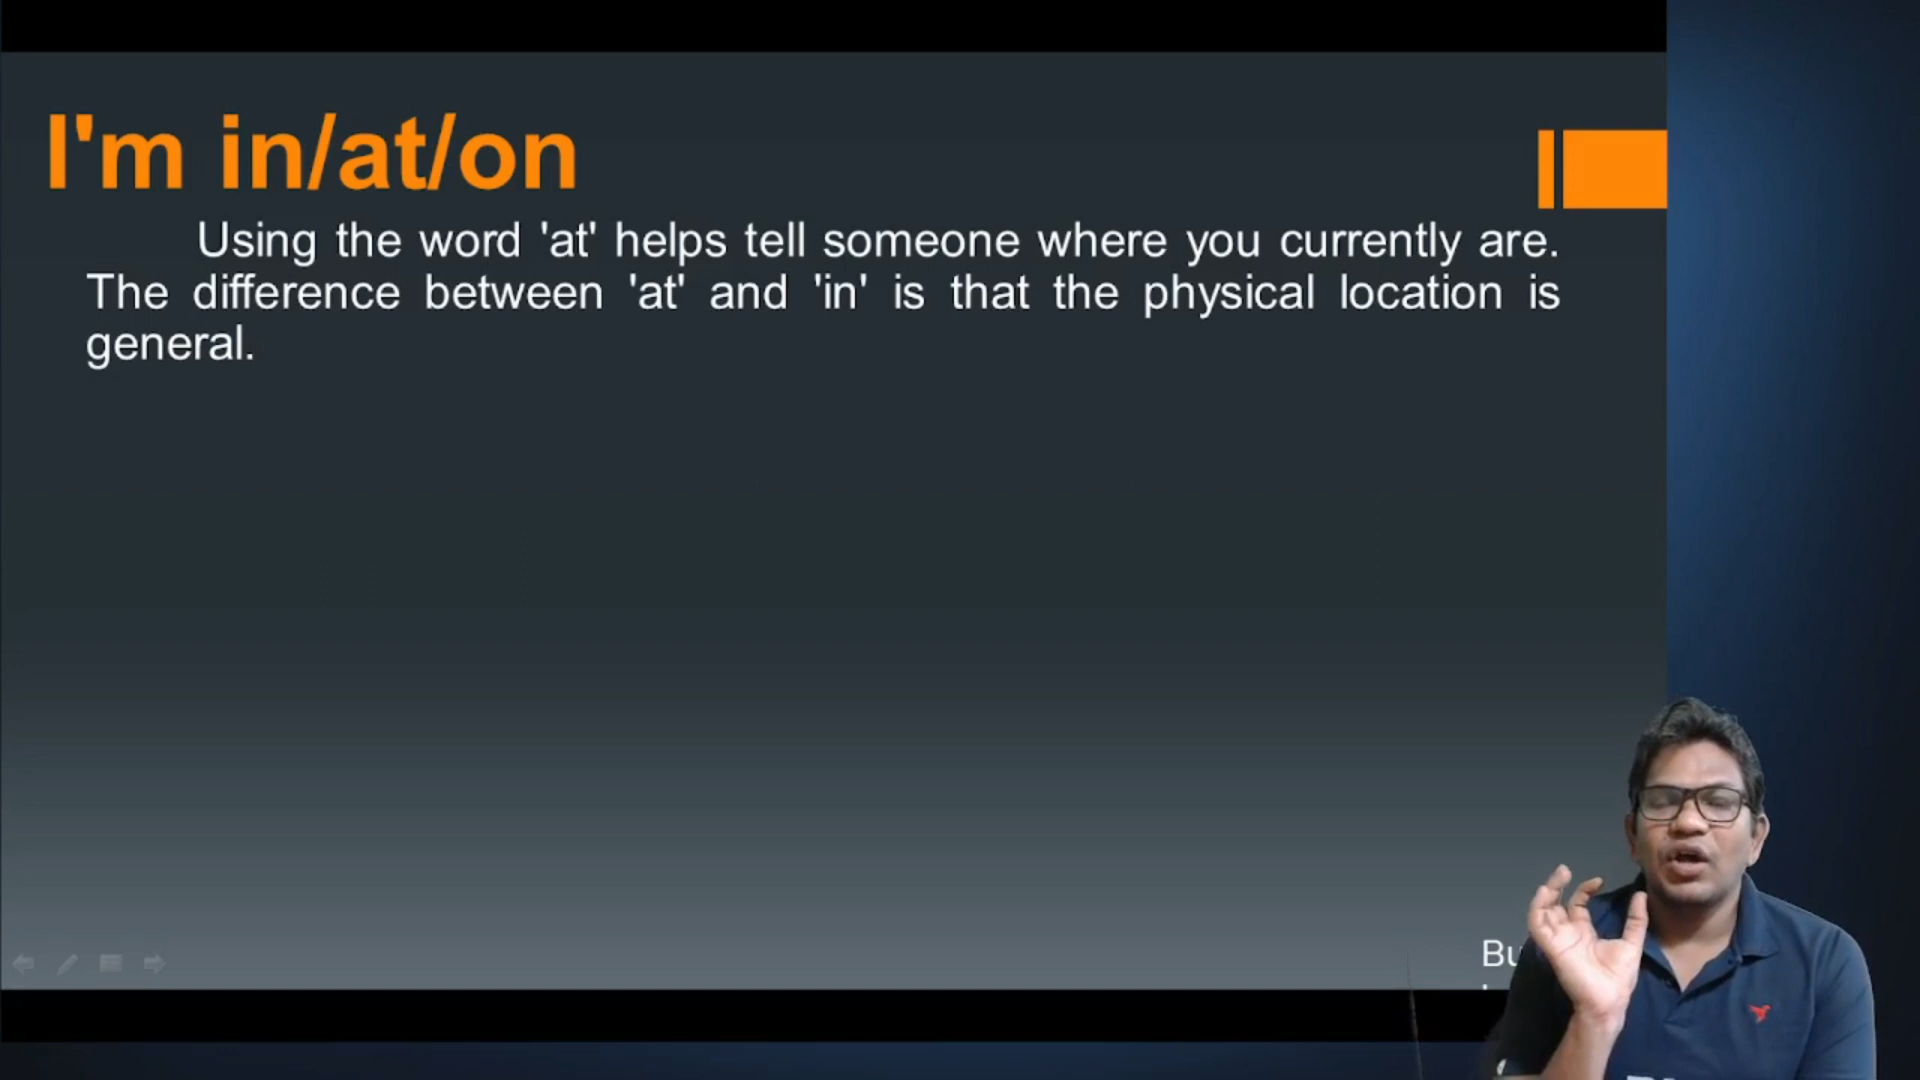 I'm in/at/on
Using the word 'at' helps tell someone where you currently are.
The difference between 'at' and 'in' is that the physical location is
general.